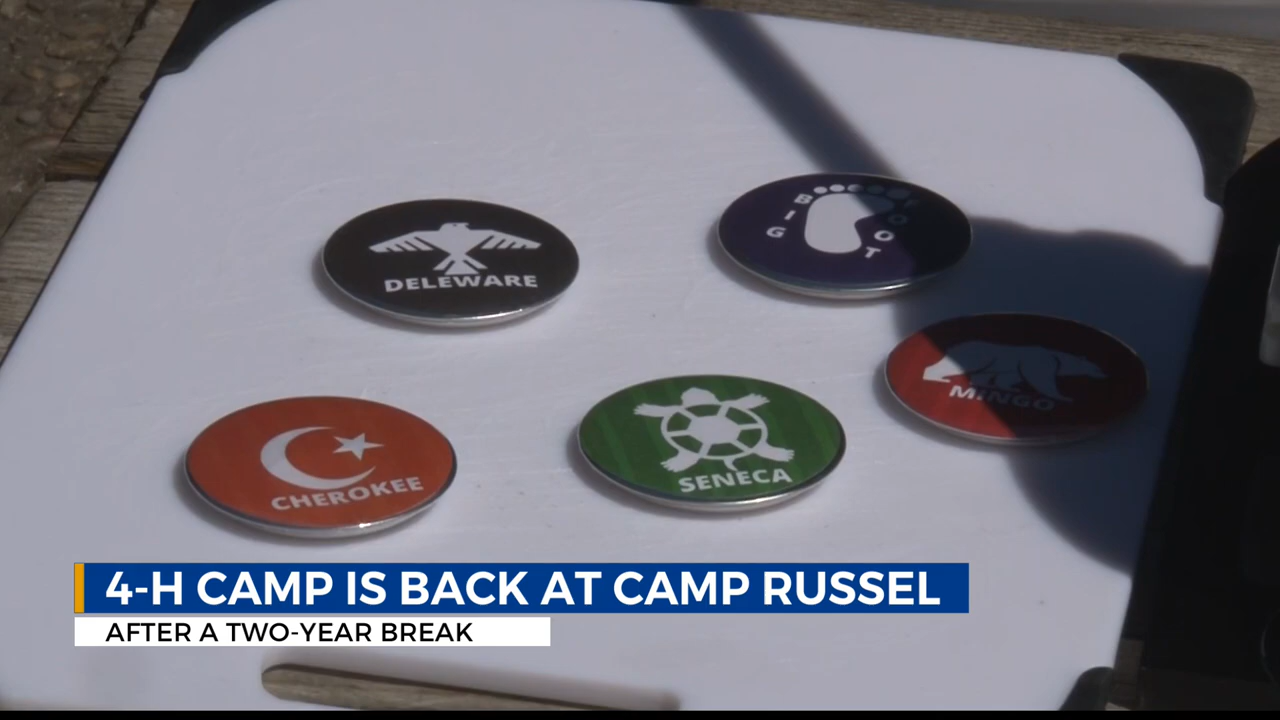 DELEWARE
BIG FOOT
MINGO
CHEROKEE
SENECA
4-H CAMP IS BACK AT CAMP RUSSEL
AFTER A TWO-YEAR BREAK